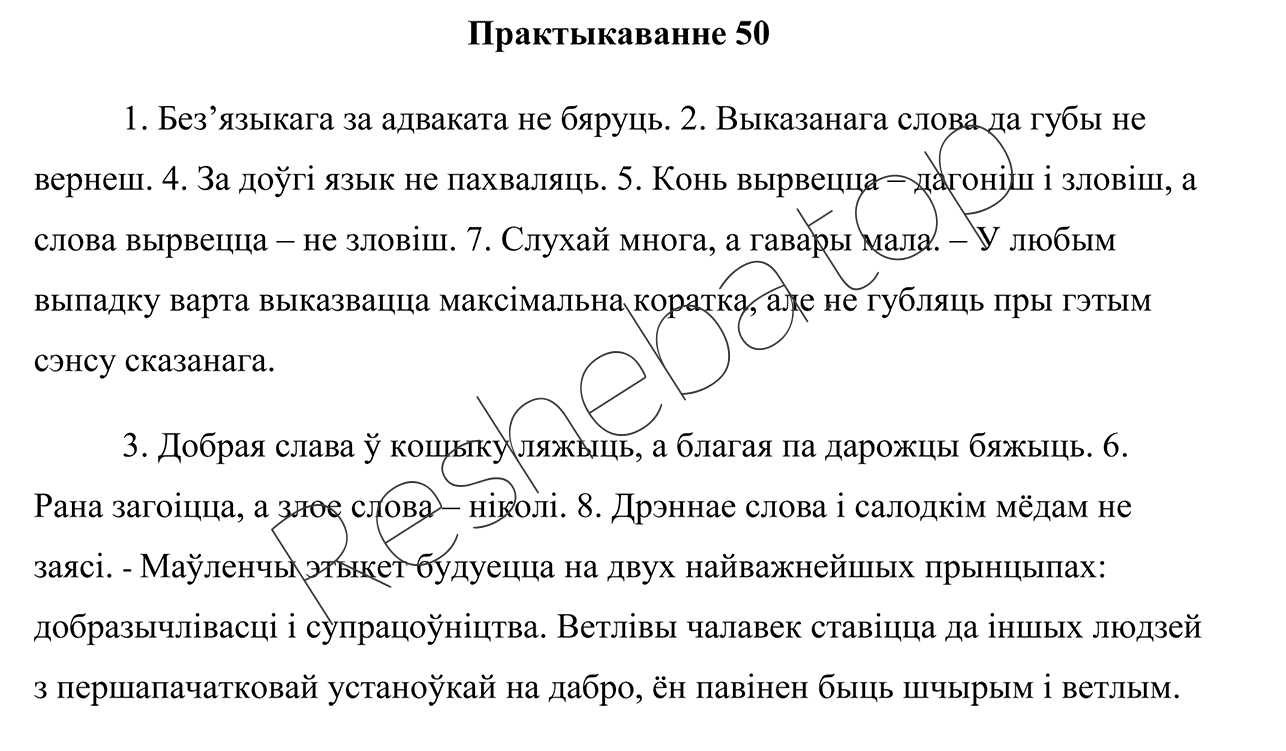 Практыкаванне 50
1. Без’языкага за адваката не бяруць. 2. Выказанага слова да губы не
вернеш. 4. За доўгі язык не пахваляць. 5. Конь вырвецца – дагоніш і зловіш, а
слова вырвецца – не зловіш. 7. Слухай многа, а гавары мала. – У любым
выпадку варта выказвацца максімальна коратка, але не губляць пры гэтым
сэнсу сказанага.
3. Добрая слава ў кошыку ляжыць, а благая па дарожцы бяжыць. 6.
Рана загоіцца, а злое слова – ніколі. 8. Дрэннае слова і салодкім мёдам не
заясі. - Маўленчы этыкет будуецца на двух найважнейшых прынцыпах:
добразычлівасці і супрацоўніцтва. Ветлівы чалавек ставіцца да іншых людзей
з першапачатковай устаноўкай на дабро, ён павінен быць шчырым і ветлым.
Resheba.top